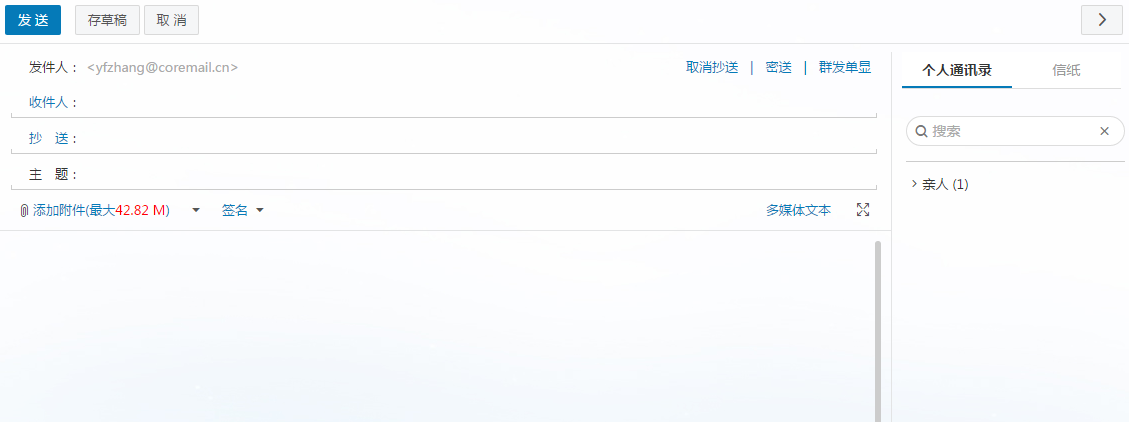 发 送 存草稿 取 消
发件人： <yfzhang@coremail.cn> 取消抄送 | 密送 | 群发单显
收件人：
抄 送：
主 题：
添加附件(最大42.82 M) 签名 多媒体文本
个人通讯录 信纸
搜索
亲人 (1)